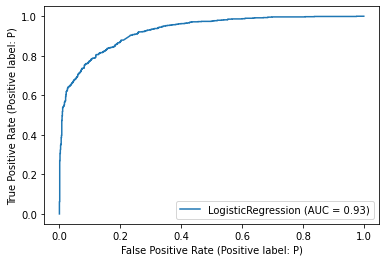 1.0
0.8
0.6
0.4
0.2
0.0
True Positive Rate (Positive label: P)
LogisticRegression (AUC = 0.93)
0.0 0.2 0.4 0.6 0.8 1.0
False Positive Rate (Positive label: P)